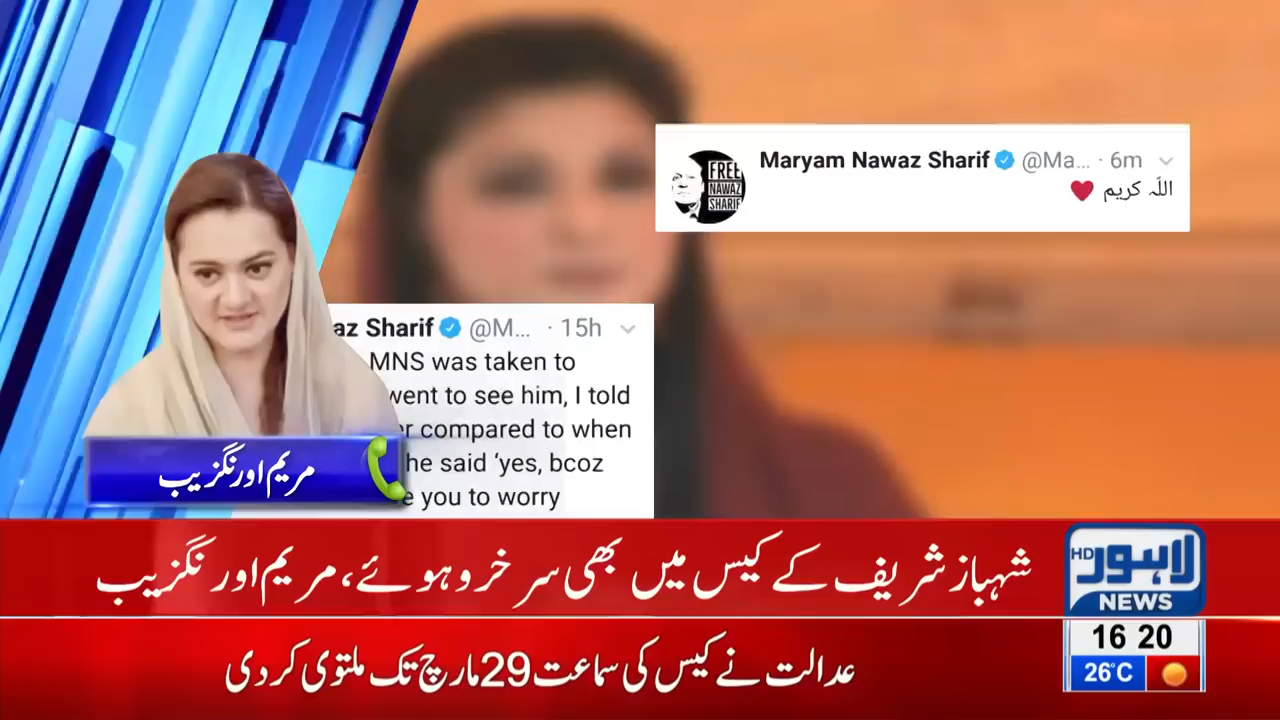 Maryam Nawaz Sharif @Ma... · 6m
اللّٰہ کریم ❤
FREE
NAWAZ
SHARIF
Sharif @M... · 15h
MNS was taken to
went to see him, I told
compared to when
he said ‘yes, bcoz
you to worry
مریم اورنگزیب
شہباز شریف کے کیس میں بھی سرخرو ہوئے، مریم اورنگزیب
عدالت نے کیس کی سماعت 29 مارچ تک ملتوی کر دی
HD لاہور
NEWS
16 20
26°C